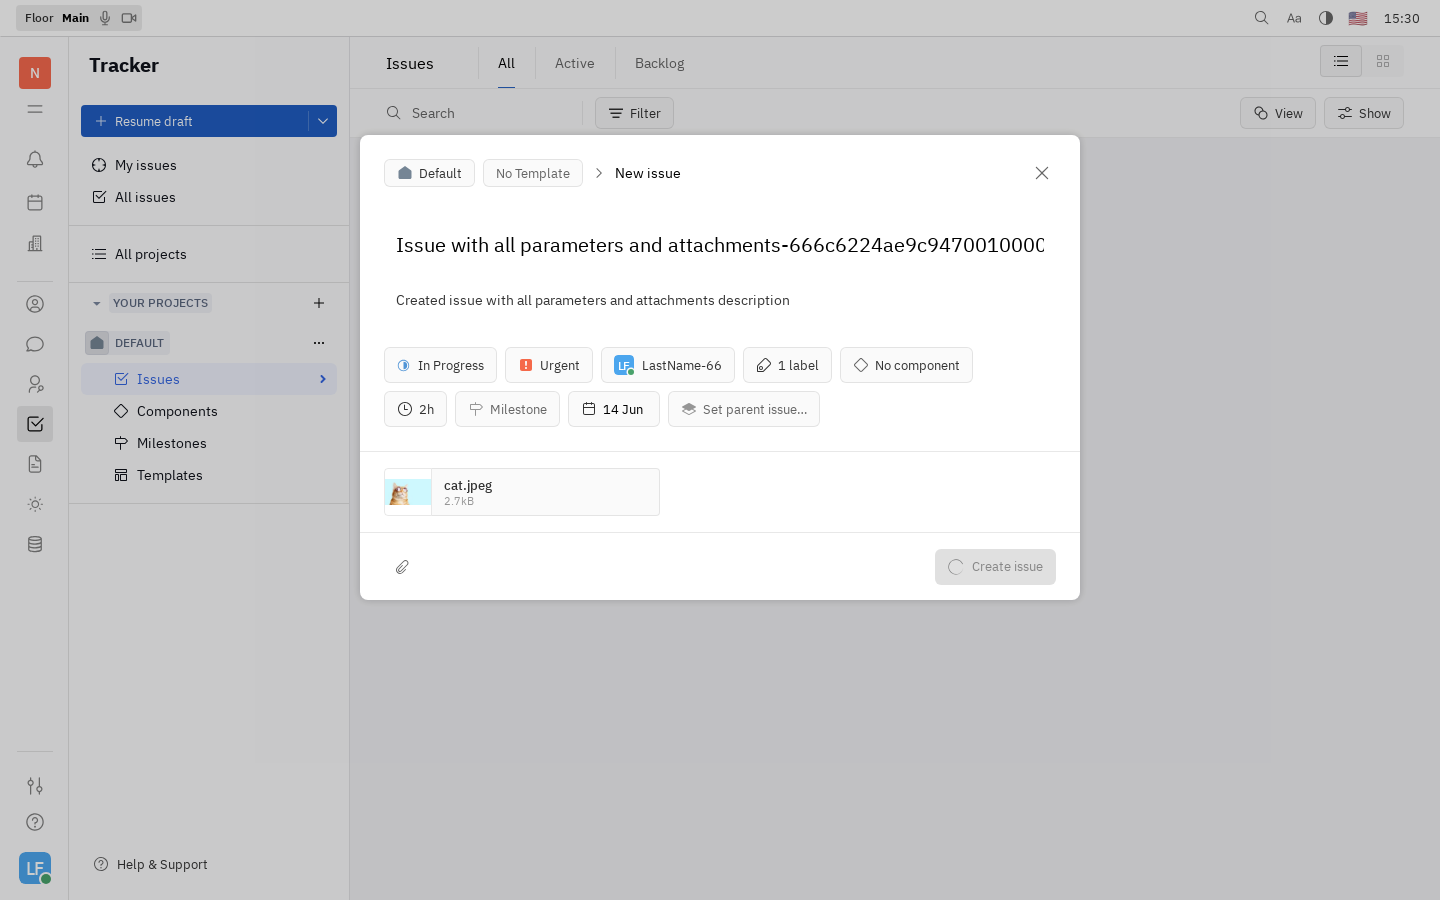 Floor Main
Aa
15:30
N
Tracker
Issues
All
Active
Backlog
Resume draft
Search
Filter
View
Show
My issues
All issues
All projects
YOUR PROJECTS
DEFAULT
Issues
Components
Milestones
Templates
Help & Support
LF
Default
No Template
New issue
Issue with all parameters and attachments-666c6224ae9c9470010000
Created issue with all parameters and attachments description
In Progress
Urgent
LF LastName-66
1 label
No component
2h
Milestone
14 Jun
Set parent issue...
cat.jpeg
2.7kB
Create issue